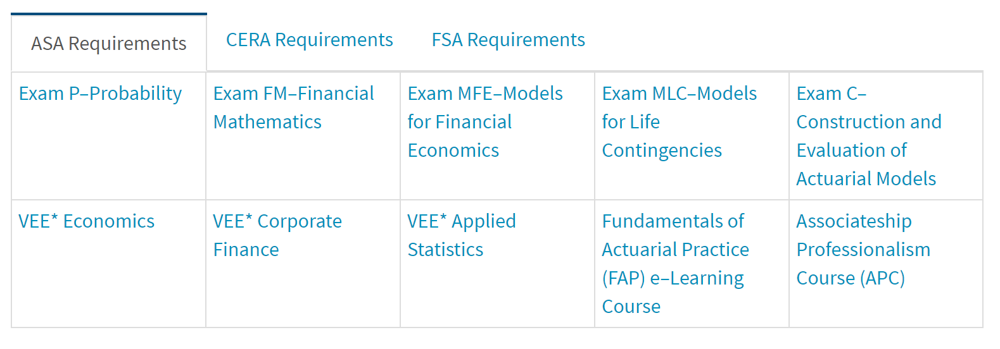 ASA Requirements
CERA Requirements
FSA Requirements
Exam P–Probability
Exam FM–Financial
Mathematics
Exam MFE–Models
for Financial
Economics
Exam MLC–Models
for Life
Contingencies
Exam C–
Construction and
Evaluation of
Actuarial Models
VEE* Economics
VEE* Corporate
Finance
VEE* Applied
Statistics
Fundamentals of
Actuarial Practice
(FAP) e–Learning
Course
Associateship
Professionalism
Course (APC)